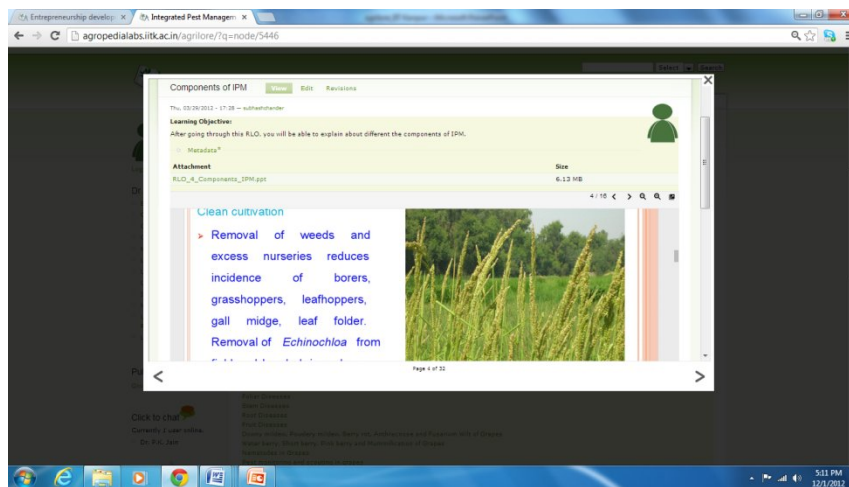 Entrepreneurship develop
Integrated Pest Managem
agropedialabs.iitk.ac.in/agrilore/?q=node/5446
Select Search
Components of IPM View Edit Revisions
Thu, 03/29/2012 - 17:28 —
Learning Objective:
After going through this RLO, you will be able to explain about different the components of IPM.
Metadata
Attachment Size
RLO_4_Components_IPM.ppt 6.13 MB
4 / 16
Clean cultivation
Removal of weeds and
excess nurseries reduces
incidence of borers,
grasshoppers, leafhoppers,
gall midge, leaf folder.
Removal of Echinochloa from
Page 4 of 32
Click to chat
Currently 1 user online.
5:11 PM
12/1/2012